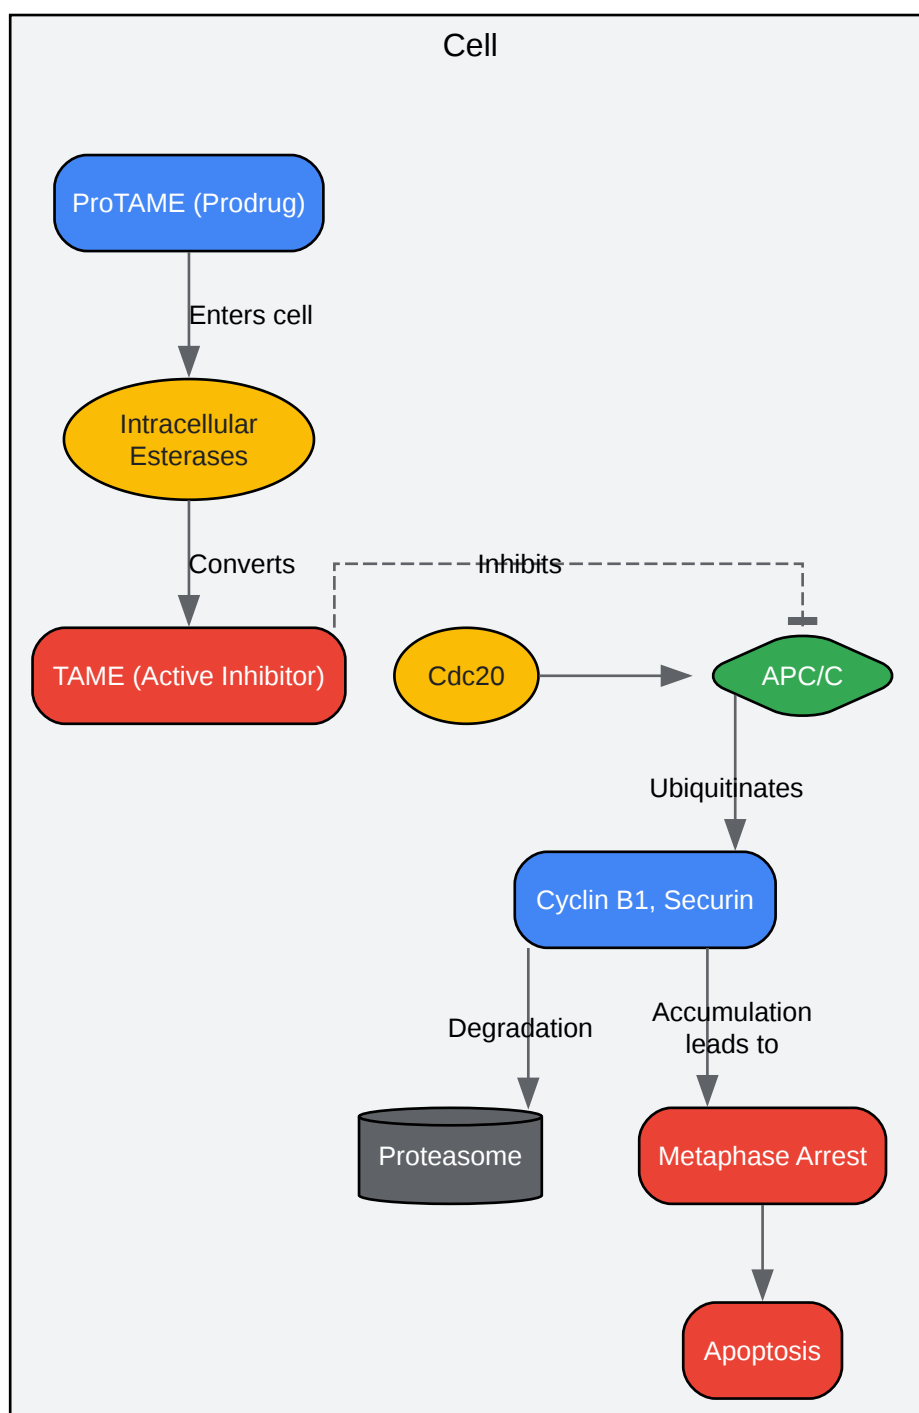 Cell
ProTAME (Prodrug)
Enters cell
Intracellular
Esterases
Converts
Inhibits
TAME (Active Inhibitor)
Cdc20
APC/C
Ubiquitinates
Cyclin B1, Securin
Degradation
Accumulation
leads to
Proteasome
Metaphase Arrest
Apoptosis